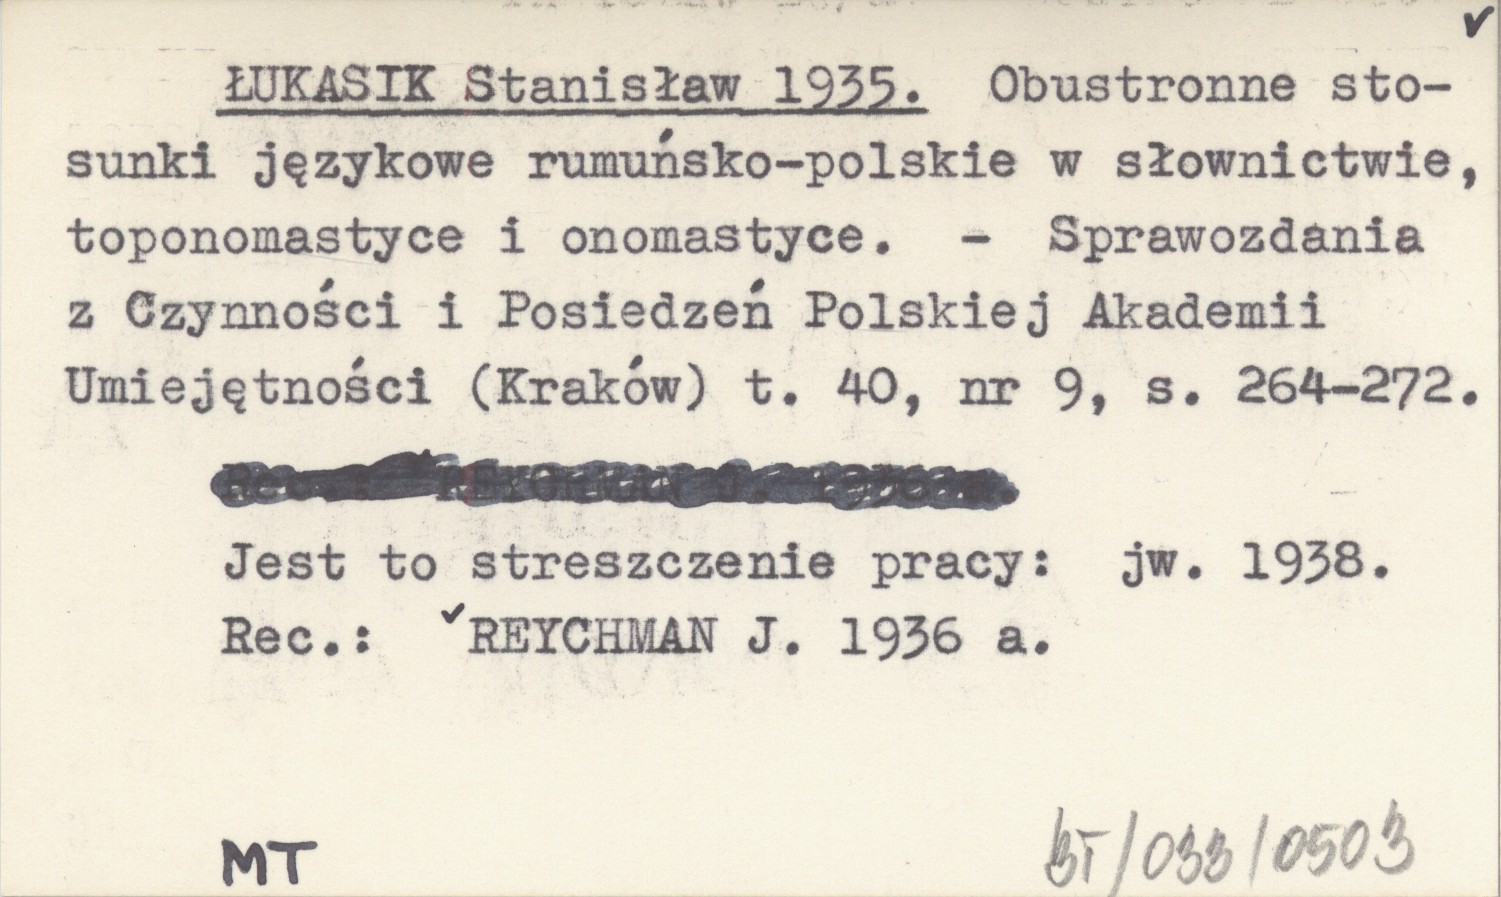 ŁUKASIK Stanisław 1935. Obustronne sto-
sunki językowe rumuńsko-polskie w słownictwie,
toponomastyce i onomastyce. - Sprawozdania
z Czynności i Posiedzeń Polskiej Akademii
Umiejętności (Kraków) t. 40, nr 9, s. 264-272.
Jest to streszczenie pracy: jw. 1938.
Rec.: ✓REYCHMAN J. 1936 a.
MT
BT/033/0503